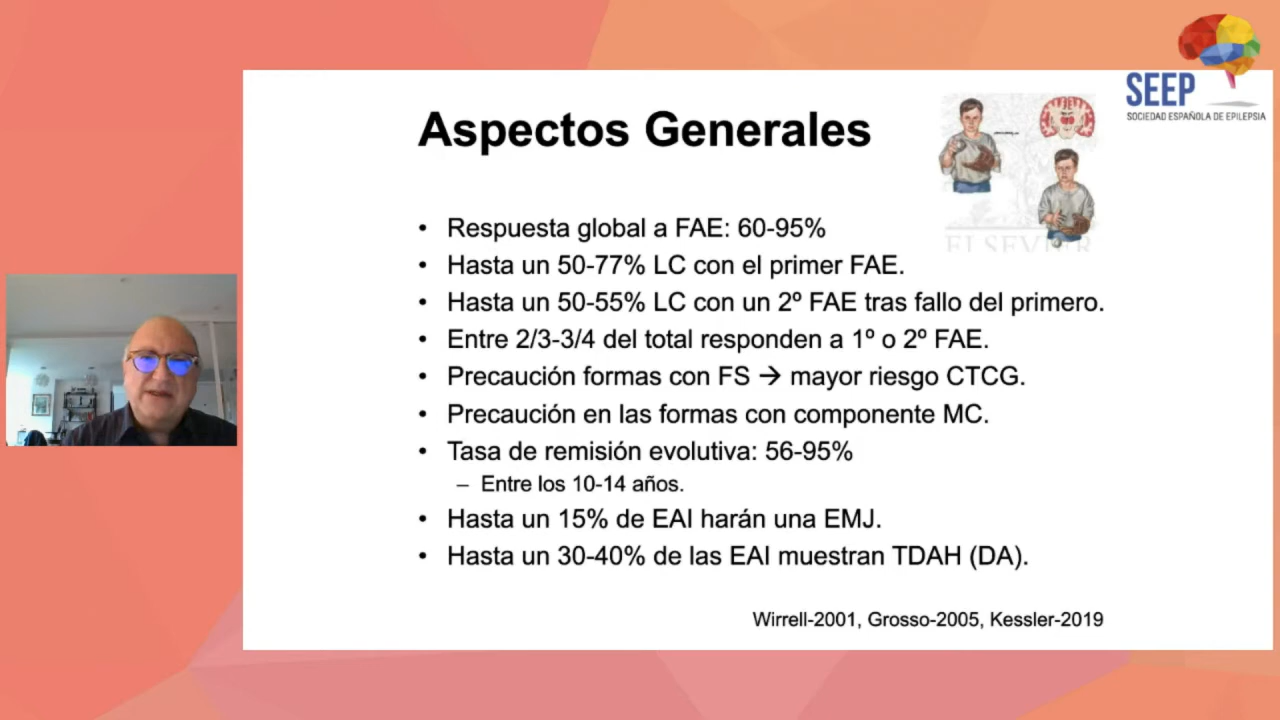 SEEP
SOCIEDAD ESPAÑOLA DE EPILEPSIA
Aspectos Generales
ELSEVIER
• Respuesta global a FAE: 60-95%
• Hasta un 50-77% LC con el primer FAE.
• Hasta un 50-55% LC con un 2º FAE tras fallo del primero.
• Entre 2/3-3/4 del total responden a 1º o 2º FAE.
• Precaución formas con FS → mayor riesgo CTCG.
• Precaución en las formas con componente MC.
• Tasa de remisión evolutiva: 56-95%
– Entre los 10-14 años.
• Hasta un 15% de EAI harán una EMJ.
• Hasta un 30-40% de las EAI muestran TDAH (DA).
Wirrell-2001, Grosso-2005, Kessler-2019